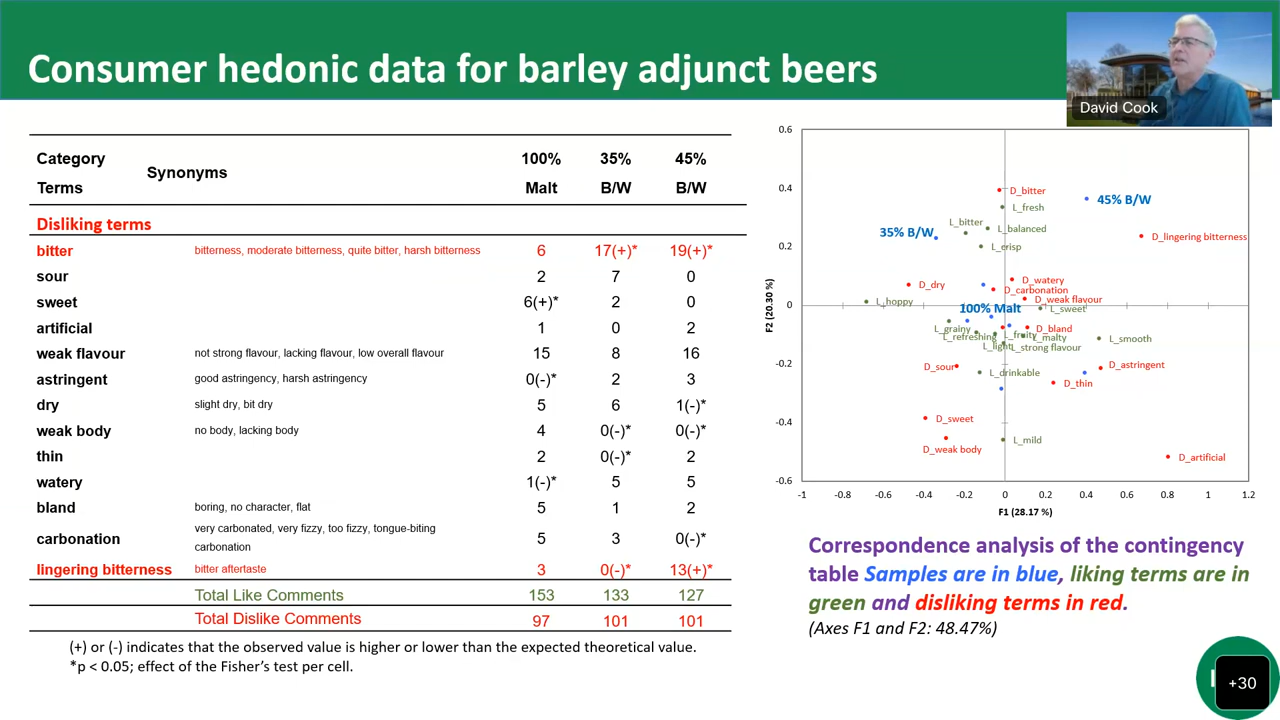 Consumer hedonic data for barley adjunct beers
David Cook
Category Terms Synonyms 100% Malt 35% B/W 45% B/W
Disliking terms
bitter bitterness, moderate bitterness, quite bitter, harsh bitterness 6 17(+)* 19(+)*
sour 2 7 0
sweet 6(+)* 2 0
artificial 1 0 2
weak flavour not strong flavour, lacking flavour, low overall flavour 15 8 16
astringent good astringency, harsh astringency 0(-)* 2 3
dry slight dry, bit dry 5 6 1(-)*
weak body no body, lacking body 4 0(-)* 0(-)*
thin 2 0(-)* 2
watery 1(-)* 5 5
bland boring, no character, flat 5 1 2
carbonation very carbonated, very fizzy, too fizzy, tongue-biting carbonation 5 3 0(-)*
lingering bitterness bitter aftertaste 3 0(-)* 13(+)*
Total Like Comments 153 133 127
Total Dislike Comments 97 101 101
(+) or (-) indicates that the observed value is higher or lower than the expected theoretical value.
*p < 0.05; effect of the Fisher's test per cell.
0.6
0.4
0.2
0
-0.2
-0.4
-0.6
F2 (20.30 %)
D_bitter
45% B/W
L_fresh
L_bitter
L_balanced
35% B/W
D_lingering bitterness
L_crisp
D_watery
D_dry
D_carbonation
D_weak flavour
L_hoppy
100% Malt
L_sweet
L_grainy
D_bland
L_refreshing
L_fruity
L_malty
L_smooth
L_light
L_strong flavour
D_sour
D_astringent
L_drinkable
D_thin
D_sweet
L_mild
D_weak body
D_artificial
-1 -0.8 -0.6 -0.4 -0.2 0 0.2 0.4 0.6 0.8 1 1.2
F1 (28.17 %)
Correspondence analysis of the contingency
table Samples are in blue, liking terms are in
green and disliking terms in red.
(Axes F1 and F2: 48.47%)
+30